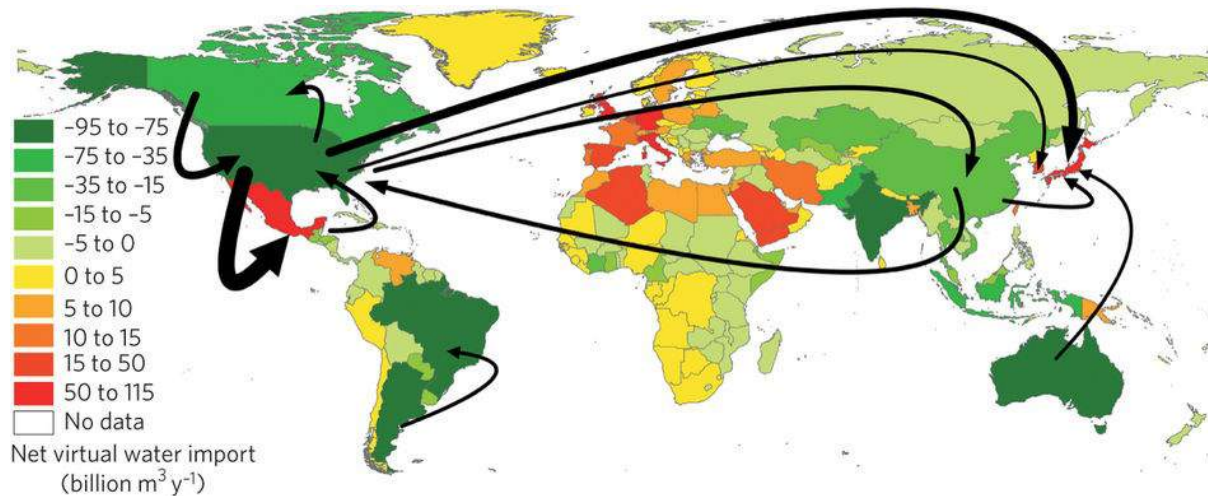 –95 to –75
–75 to –35
–35 to –15
–15 to –5
–5 to 0
0 to 5
5 to 10
10 to 15
15 to 50
50 to 115
No data
Net virtual water import
(billion m³ y⁻¹)